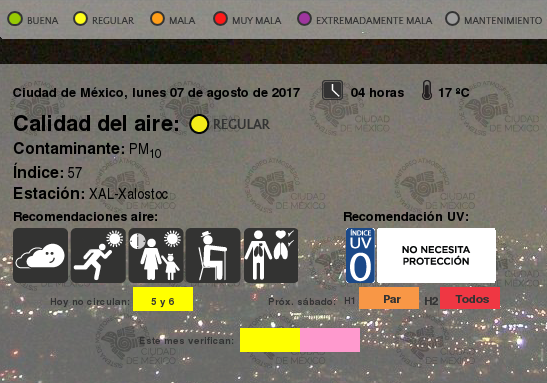 BUENA REGULAR MALA MUY MALA EXTREMADAMENTE MALA MANTENIMIENTO
Ciudad de México, lunes 07 de agosto de 2017 04 horas 17 ºC
Calidad del aire: REGULAR
Contaminante: PM10
Índice: 57
Estación: XAL-Xalostoc
Recomendaciones aire: Recomendación UV:
ÍNDICE UV 0
NO NECESITA
PROTECCIÓN
Hoy no circulan: 5 y 6 Próx. sábado: H1 Par H2 Todos
Este mes verifican:
CIUDAD DE MÉXICO